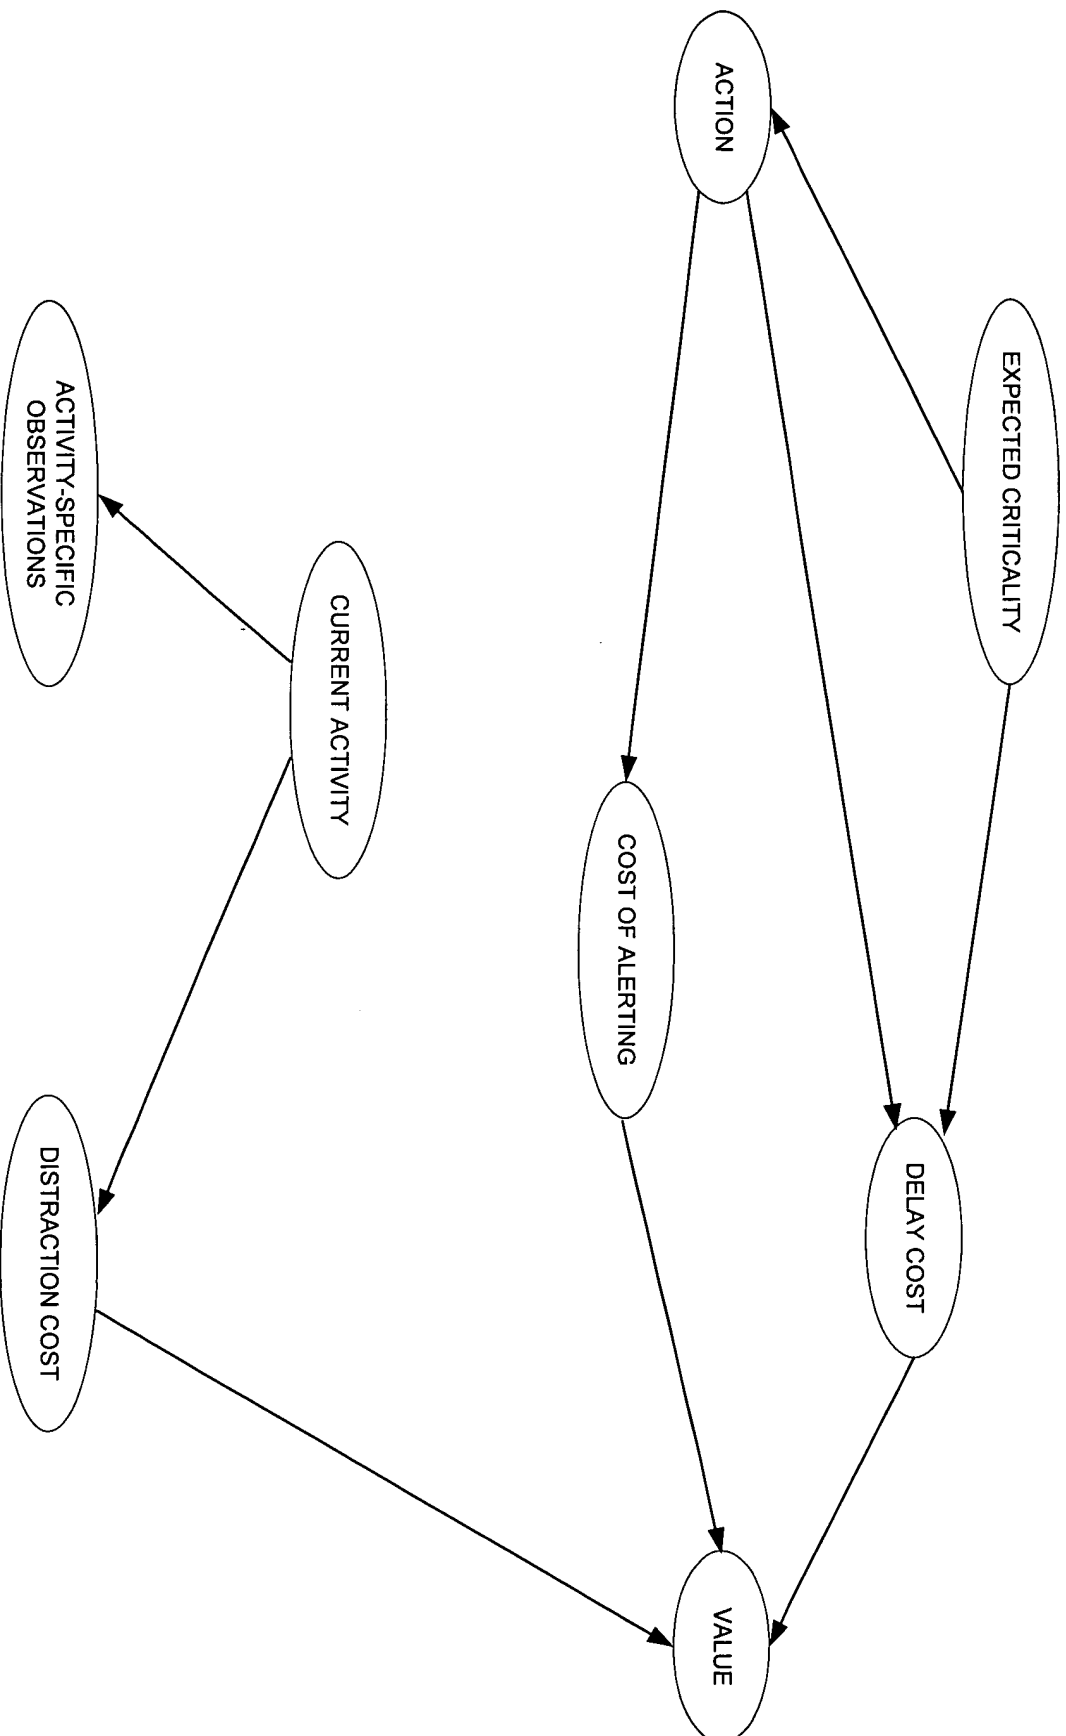 EXPECTED CRITICALITY
DELAY COST
ACTION
VALUE
COST OF ALERTING
CURRENT ACTIVITY
ACTIVITY-SPECIFIC
OBSERVATIONS
DISTRACTION COST